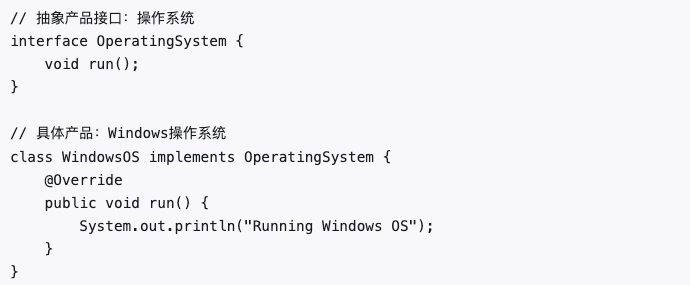 // 抽象产品接口：操作系统
interface OperatingSystem {
    void run();
}

// 具体产品：Windows操作系统
class WindowsOS implements OperatingSystem {
    @Override
    public void run() {
        System.out.println("Running Windows OS");
    }
}